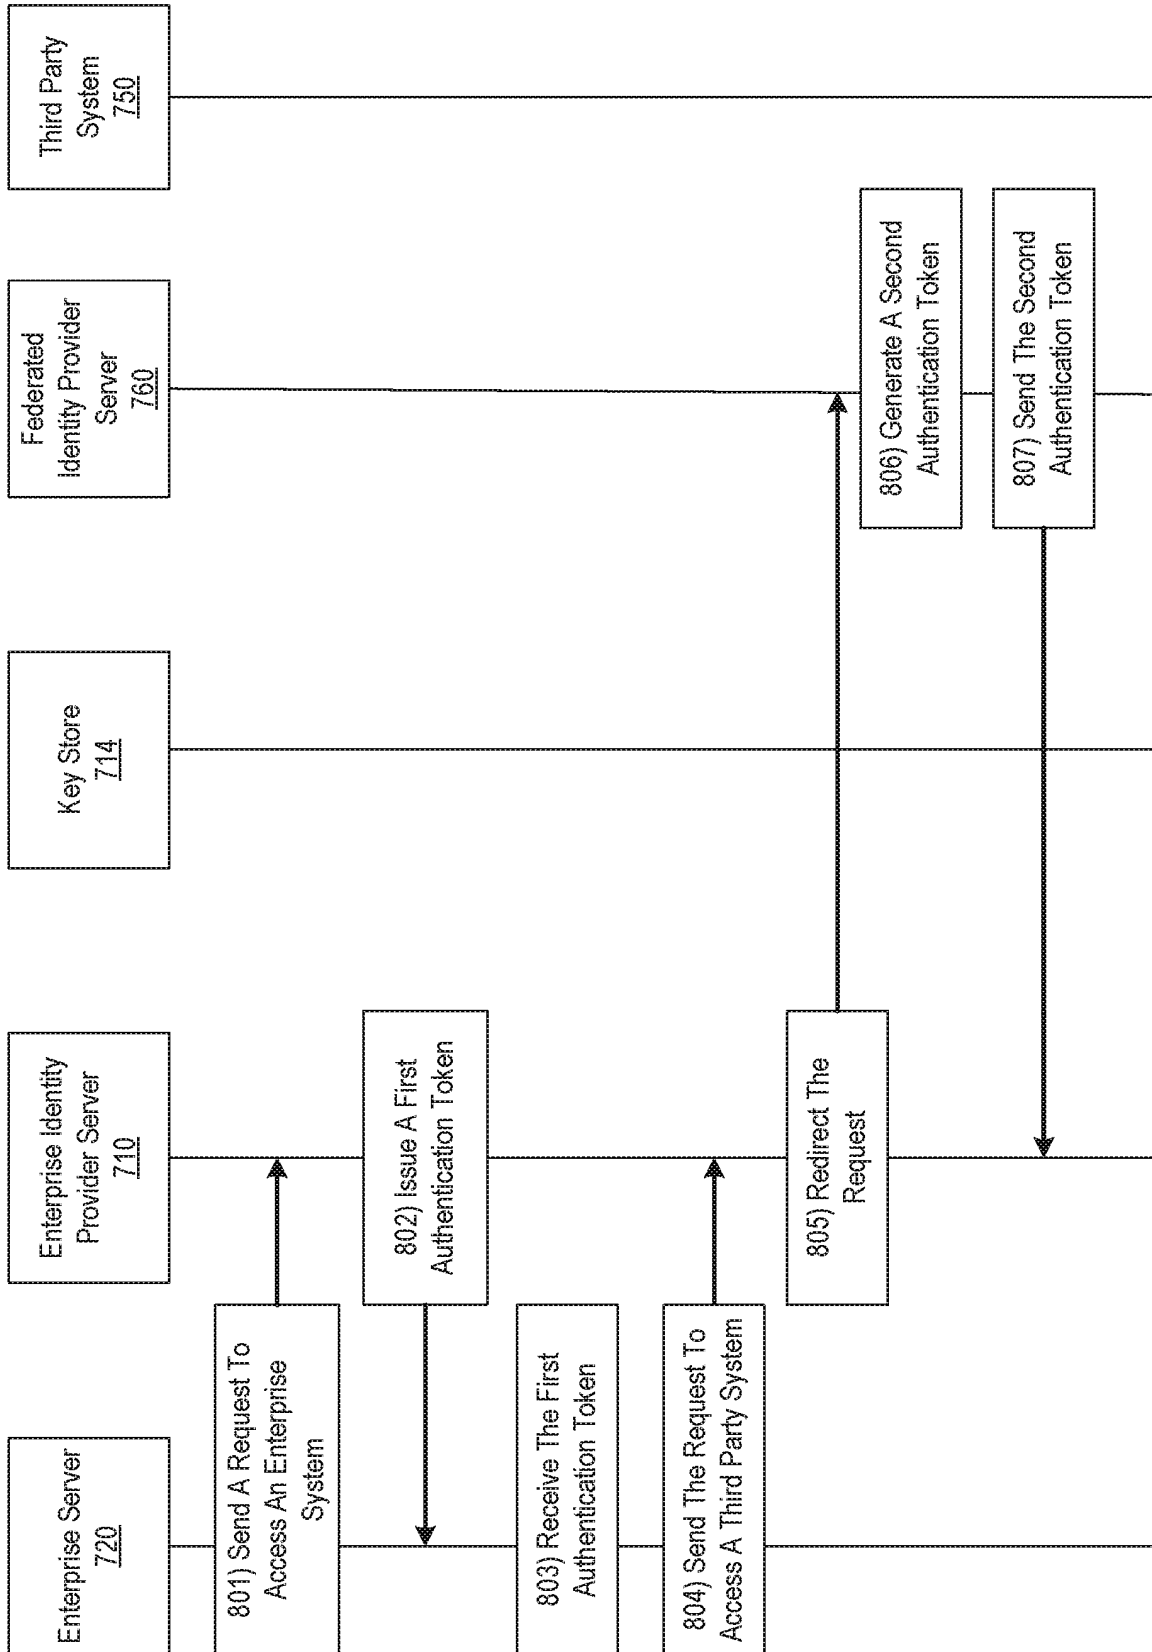 Enterprise Server
720
Enterprise Identity
Provider Server
710
Key Store
714
Federated
Identity Provider
Server
760
Third Party
System
750
801) Send A Request To
Access An Enterprise
System
802) Issue A First
Authentication Token
803) Receive The First
Authentication Token
804) Send The Request To
Access A Third Party System
805) Redirect The
Request
806) Generate A Second
Authentication Token
807) Send The Second
Authentication Token